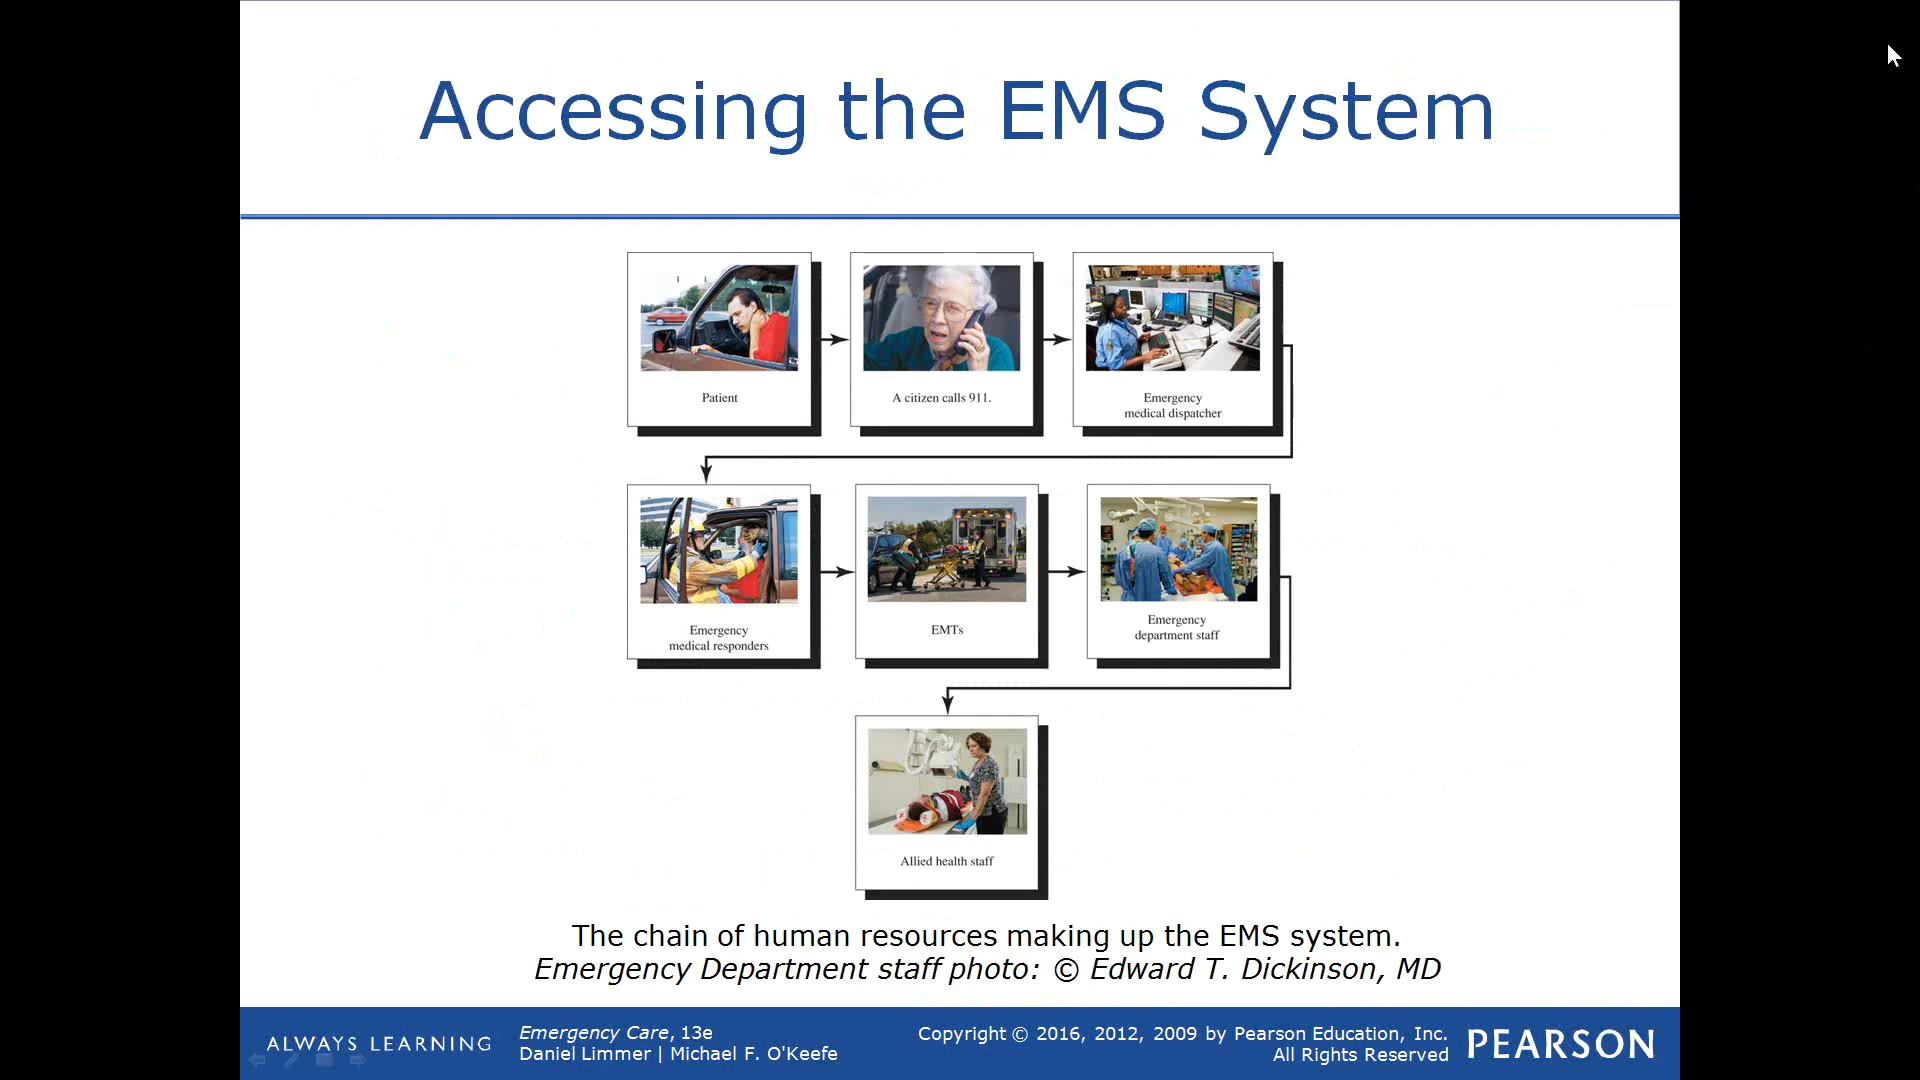 Accessing the EMS System
Patient
A citizen calls 911.
Emergency
medical dispatcher
Emergency
medical responders
EMTs
Emergency
department staff
Allied health staff
The chain of human resources making up the EMS system.
Emergency Department staff photo: © Edward T. Dickinson, MD
ALWAYS LEARNING
Emergency Care, 13e
Daniel Limmer | Michael F. O'Keefe
Copyright © 2016, 2012, 2009 by Pearson Education, Inc.
All Rights Reserved
PEARSON